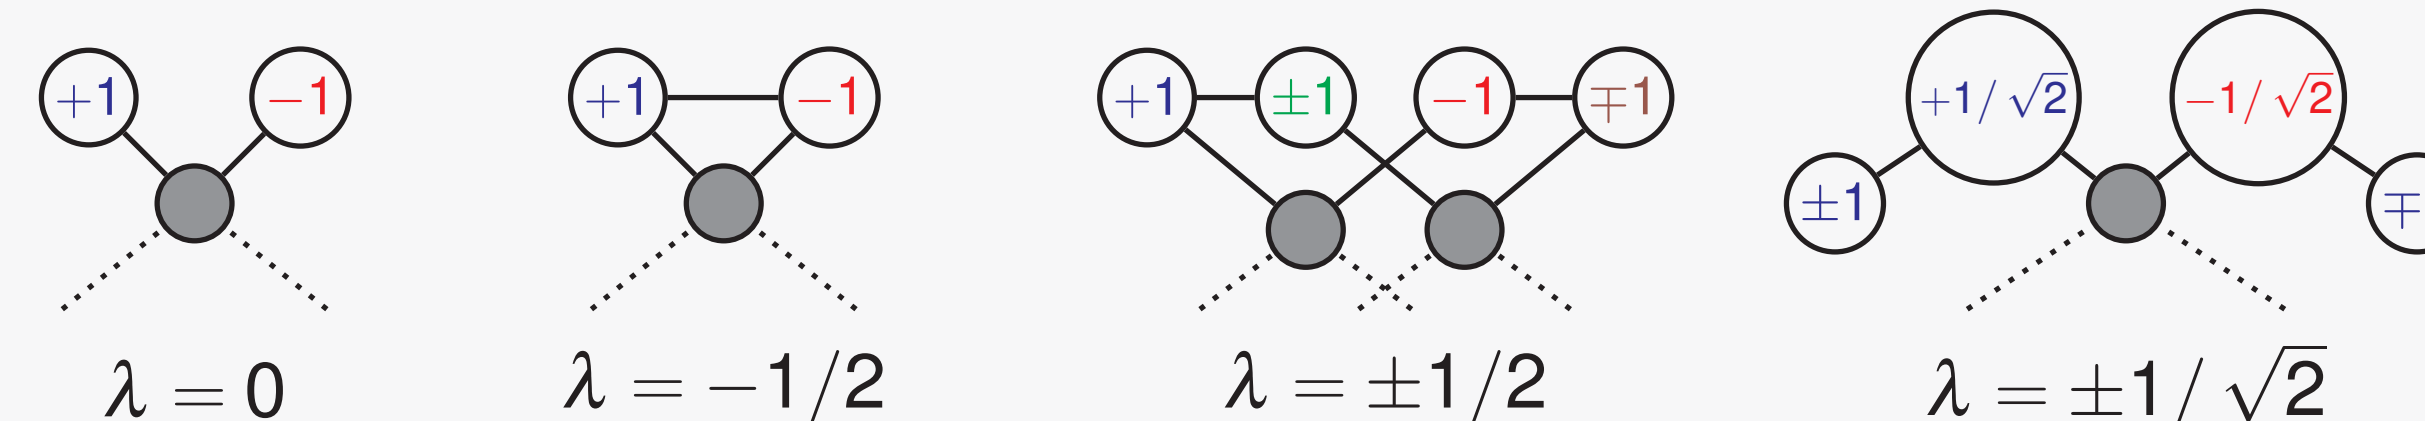 +1 −1 +1 −1 +1 ±1 −1 ∓1 +1/√2 −1/√2
±1 ∓
λ = 0 λ = −1/2 λ = ±1/2 λ = ±1/√2